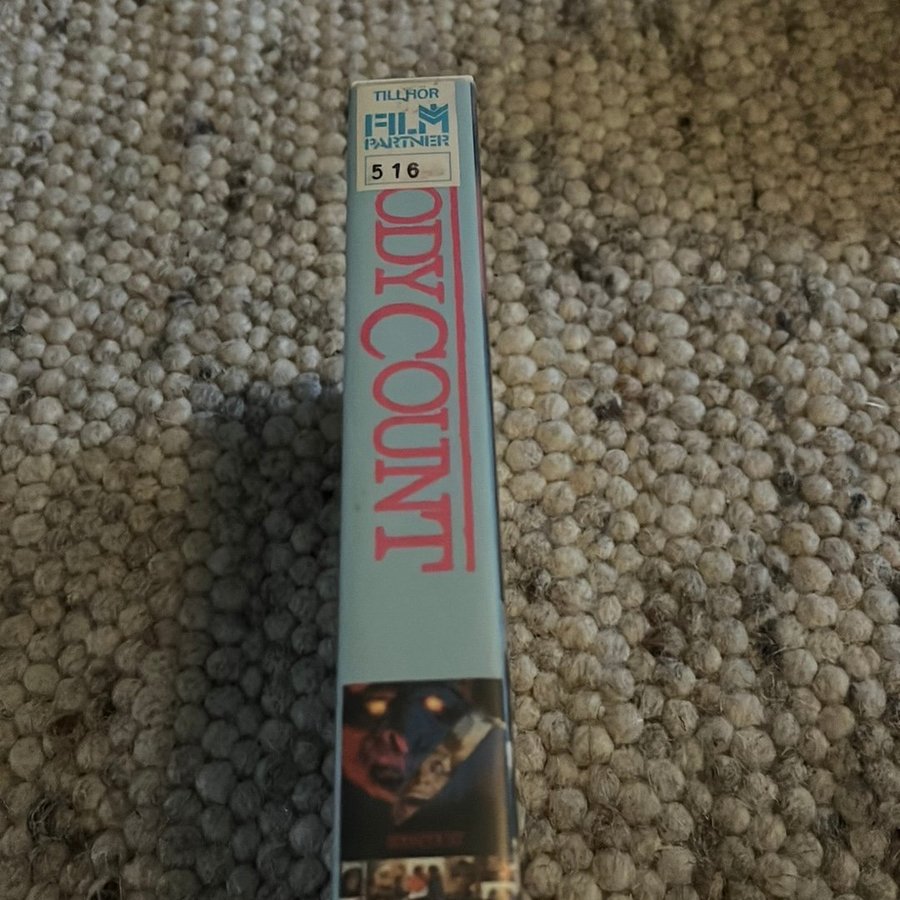 TILLHÖR
FILM
PARTNER
516
ODY COUNT